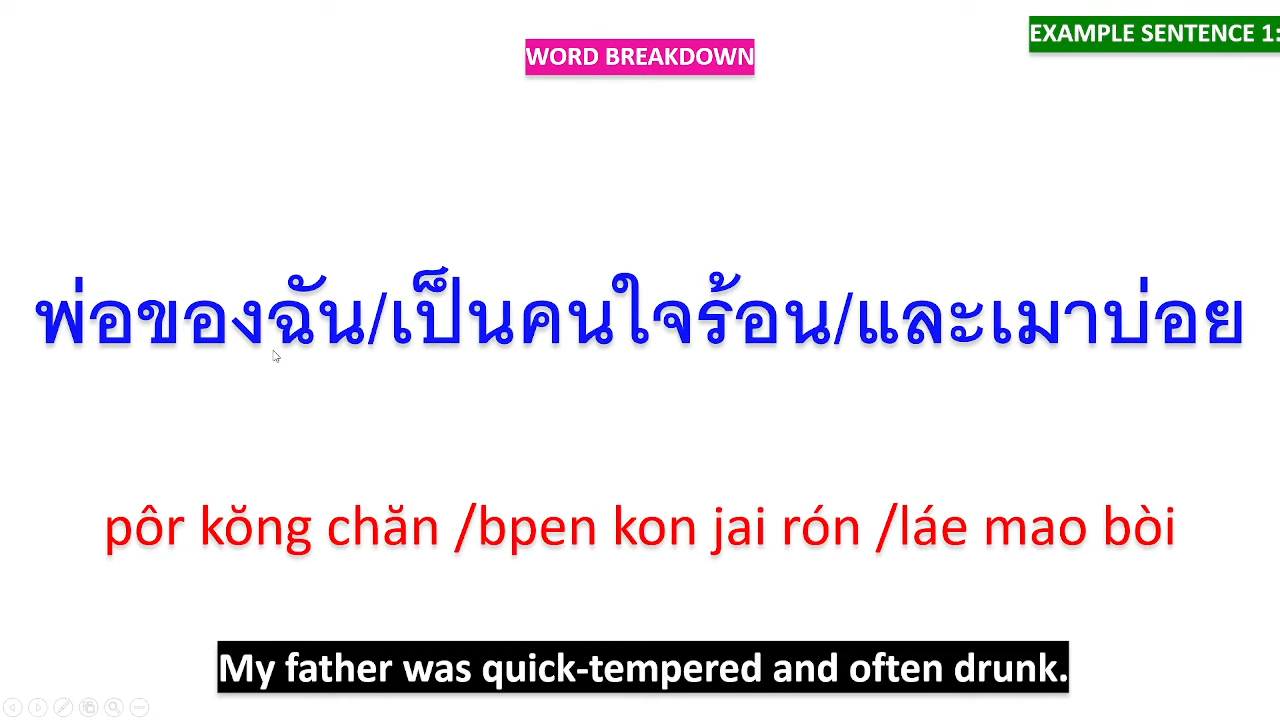 EXAMPLE SENTENCE 1:
WORD BREAKDOWN
พ่อของฉัน/เป็นคนใจร้อน/และเมาบ่อย
pôr kŏng chăn /bpen kon jai rón /láe mao bòi
My father was quick-tempered and often drunk.